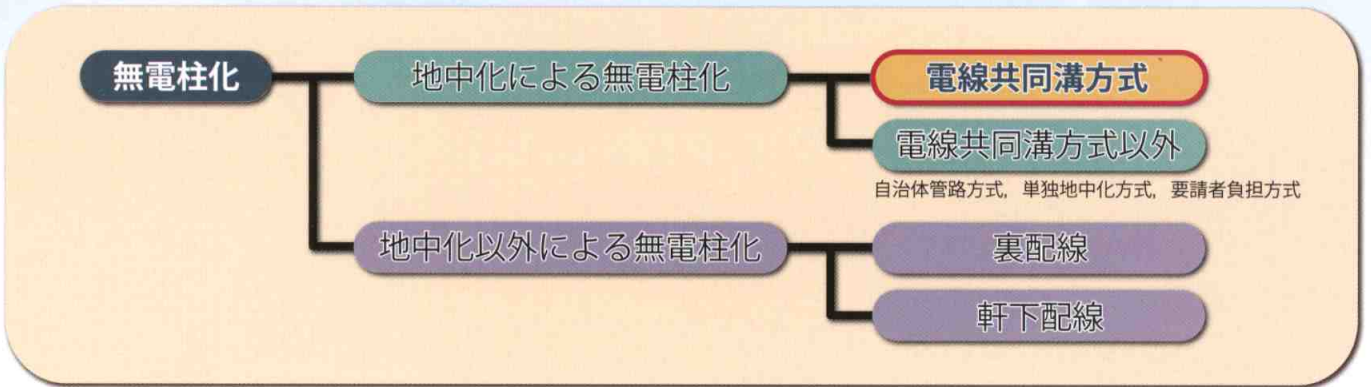 無電柱化
地中化による無電柱化
電線共同溝方式
電線共同溝方式以外
自治体管路方式，単独地中化方式，要請者負担方式
地中化以外による無電柱化
裏配線
軒下配線